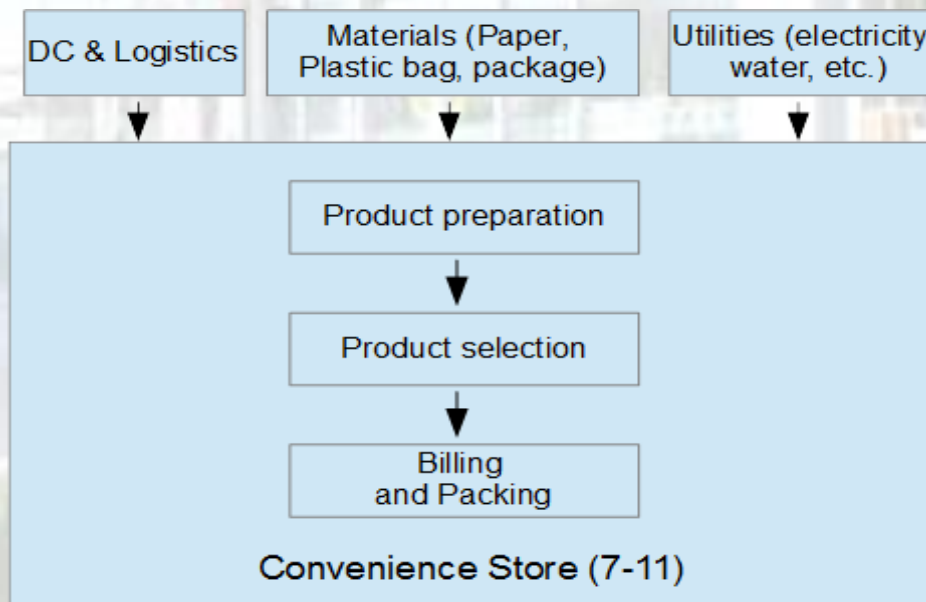 DC & Logistics
Materials (Paper,
Plastic bag, package)
Utilities (electricity
water, etc.)
Product preparation
Product selection
Billing
and Packing
Convenience Store (7-11)